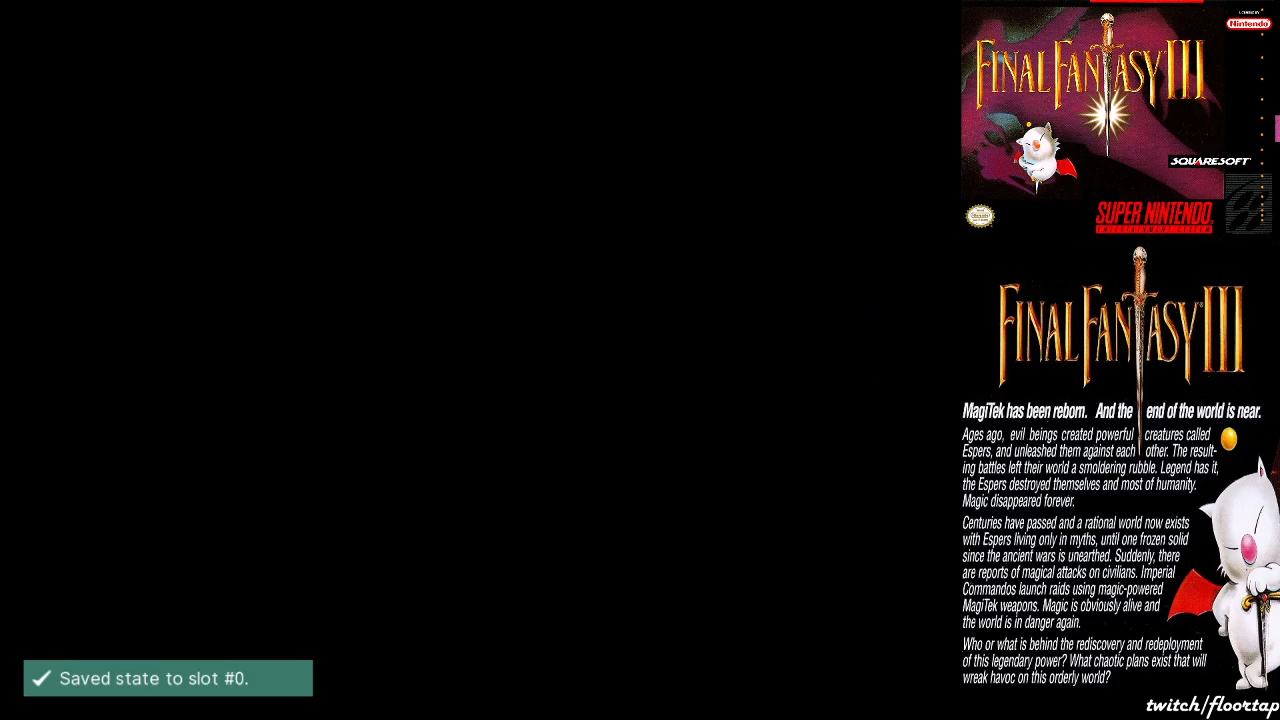 LICENSED BY
Nintendo
FINAL FANTASY III
SQUARESOFT
SUPER NINTENDO
ENTERTAINMENT SYSTEM
FINAL FANTASY III
MagiTek has been reborn. And the end of the world is near.
Ages ago, evil beings created powerful creatures called
Espers, and unleashed them against each other. The result-
ing battles left their world a smoldering rubble. Legend has it,
the Espers destroyed themselves and most of humanity.
Magic disappeared forever.
Centuries have passed and a rational world now exists
with Espers living only in myths, until one frozen solid
since the ancient wars is unearthed. Suddenly, there
are reports of magical attacks on civilians. Imperial
Commandos launch raids using magic-powered
MagiTek weapons. Magic is obviously alive and
the world is in danger again.
Who or what is behind the rediscovery and redeployment
of this legendary power? What chaotic plans exist that will
wreak havoc on this orderly world?
Saved state to slot #0.
twitch/floortap